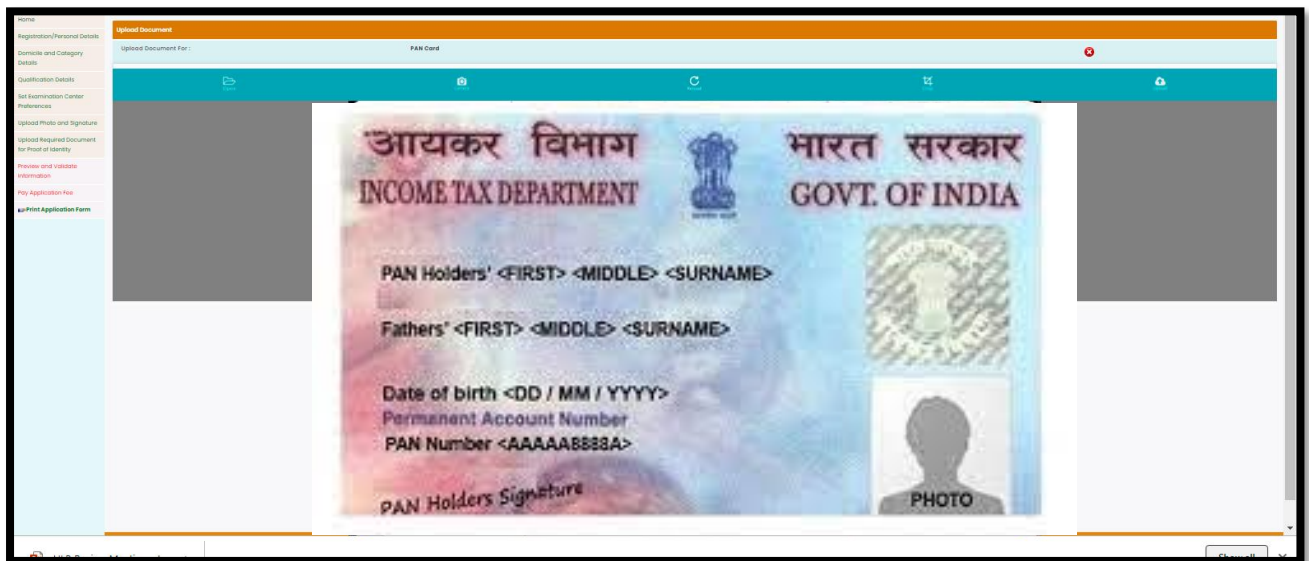 Home
Registration/Personal Details
Domicile and Category
Details
Qualification Details
Set Examination Center
Preferences
Upload Photo and Signature
Upload Required Document
for Proof of Identity
Preview and Validate
Information
Pay Application Fee
Print Application Form
Upload Document
Upload Document For :
PAN Card
आयकर विभाग
भारत सरकार
INCOME TAX DEPARTMENT
GOVT. OF INDIA
PAN Holders' <FIRST> <MIDDLE> <SURNAME>
Fathers' <FIRST> <MIDDLE> <SURNAME>
Date of birth <DD / MM / YYYY>
Permanent Account Number
PAN Number <AAAAA8888A>
PAN Holders Signature
PHOTO
Show all